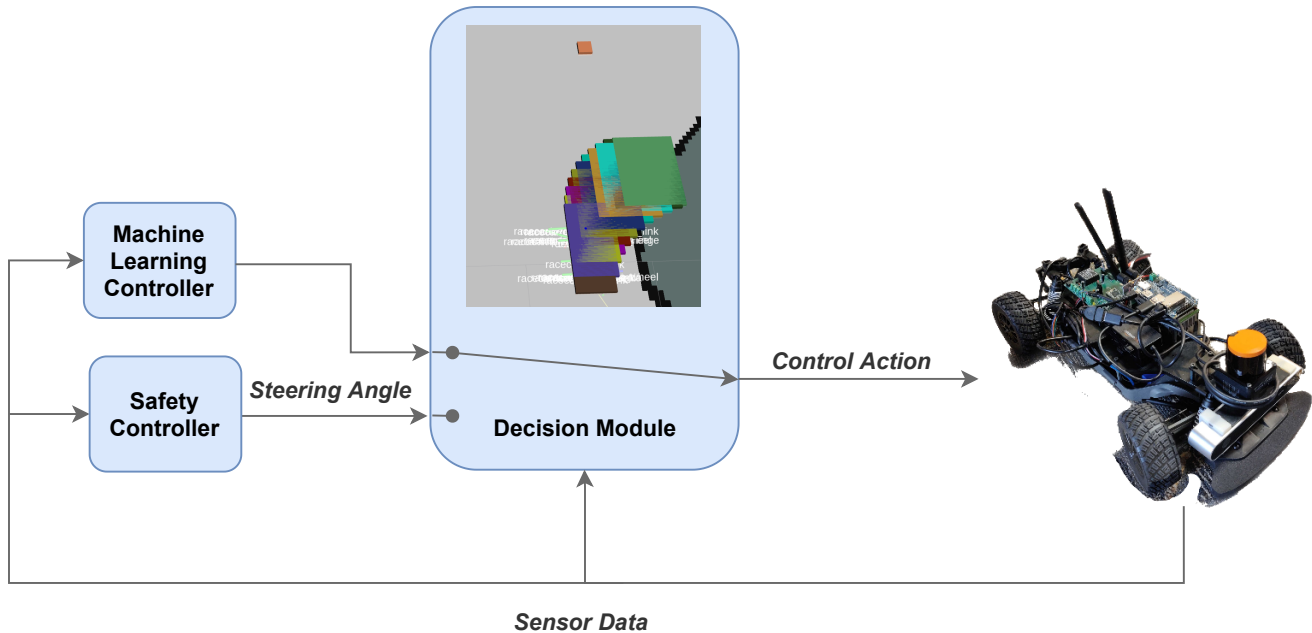 Machine
Learning
Controller
Safety
Controller
Steering Angle
Decision Module
Control Action
Sensor Data